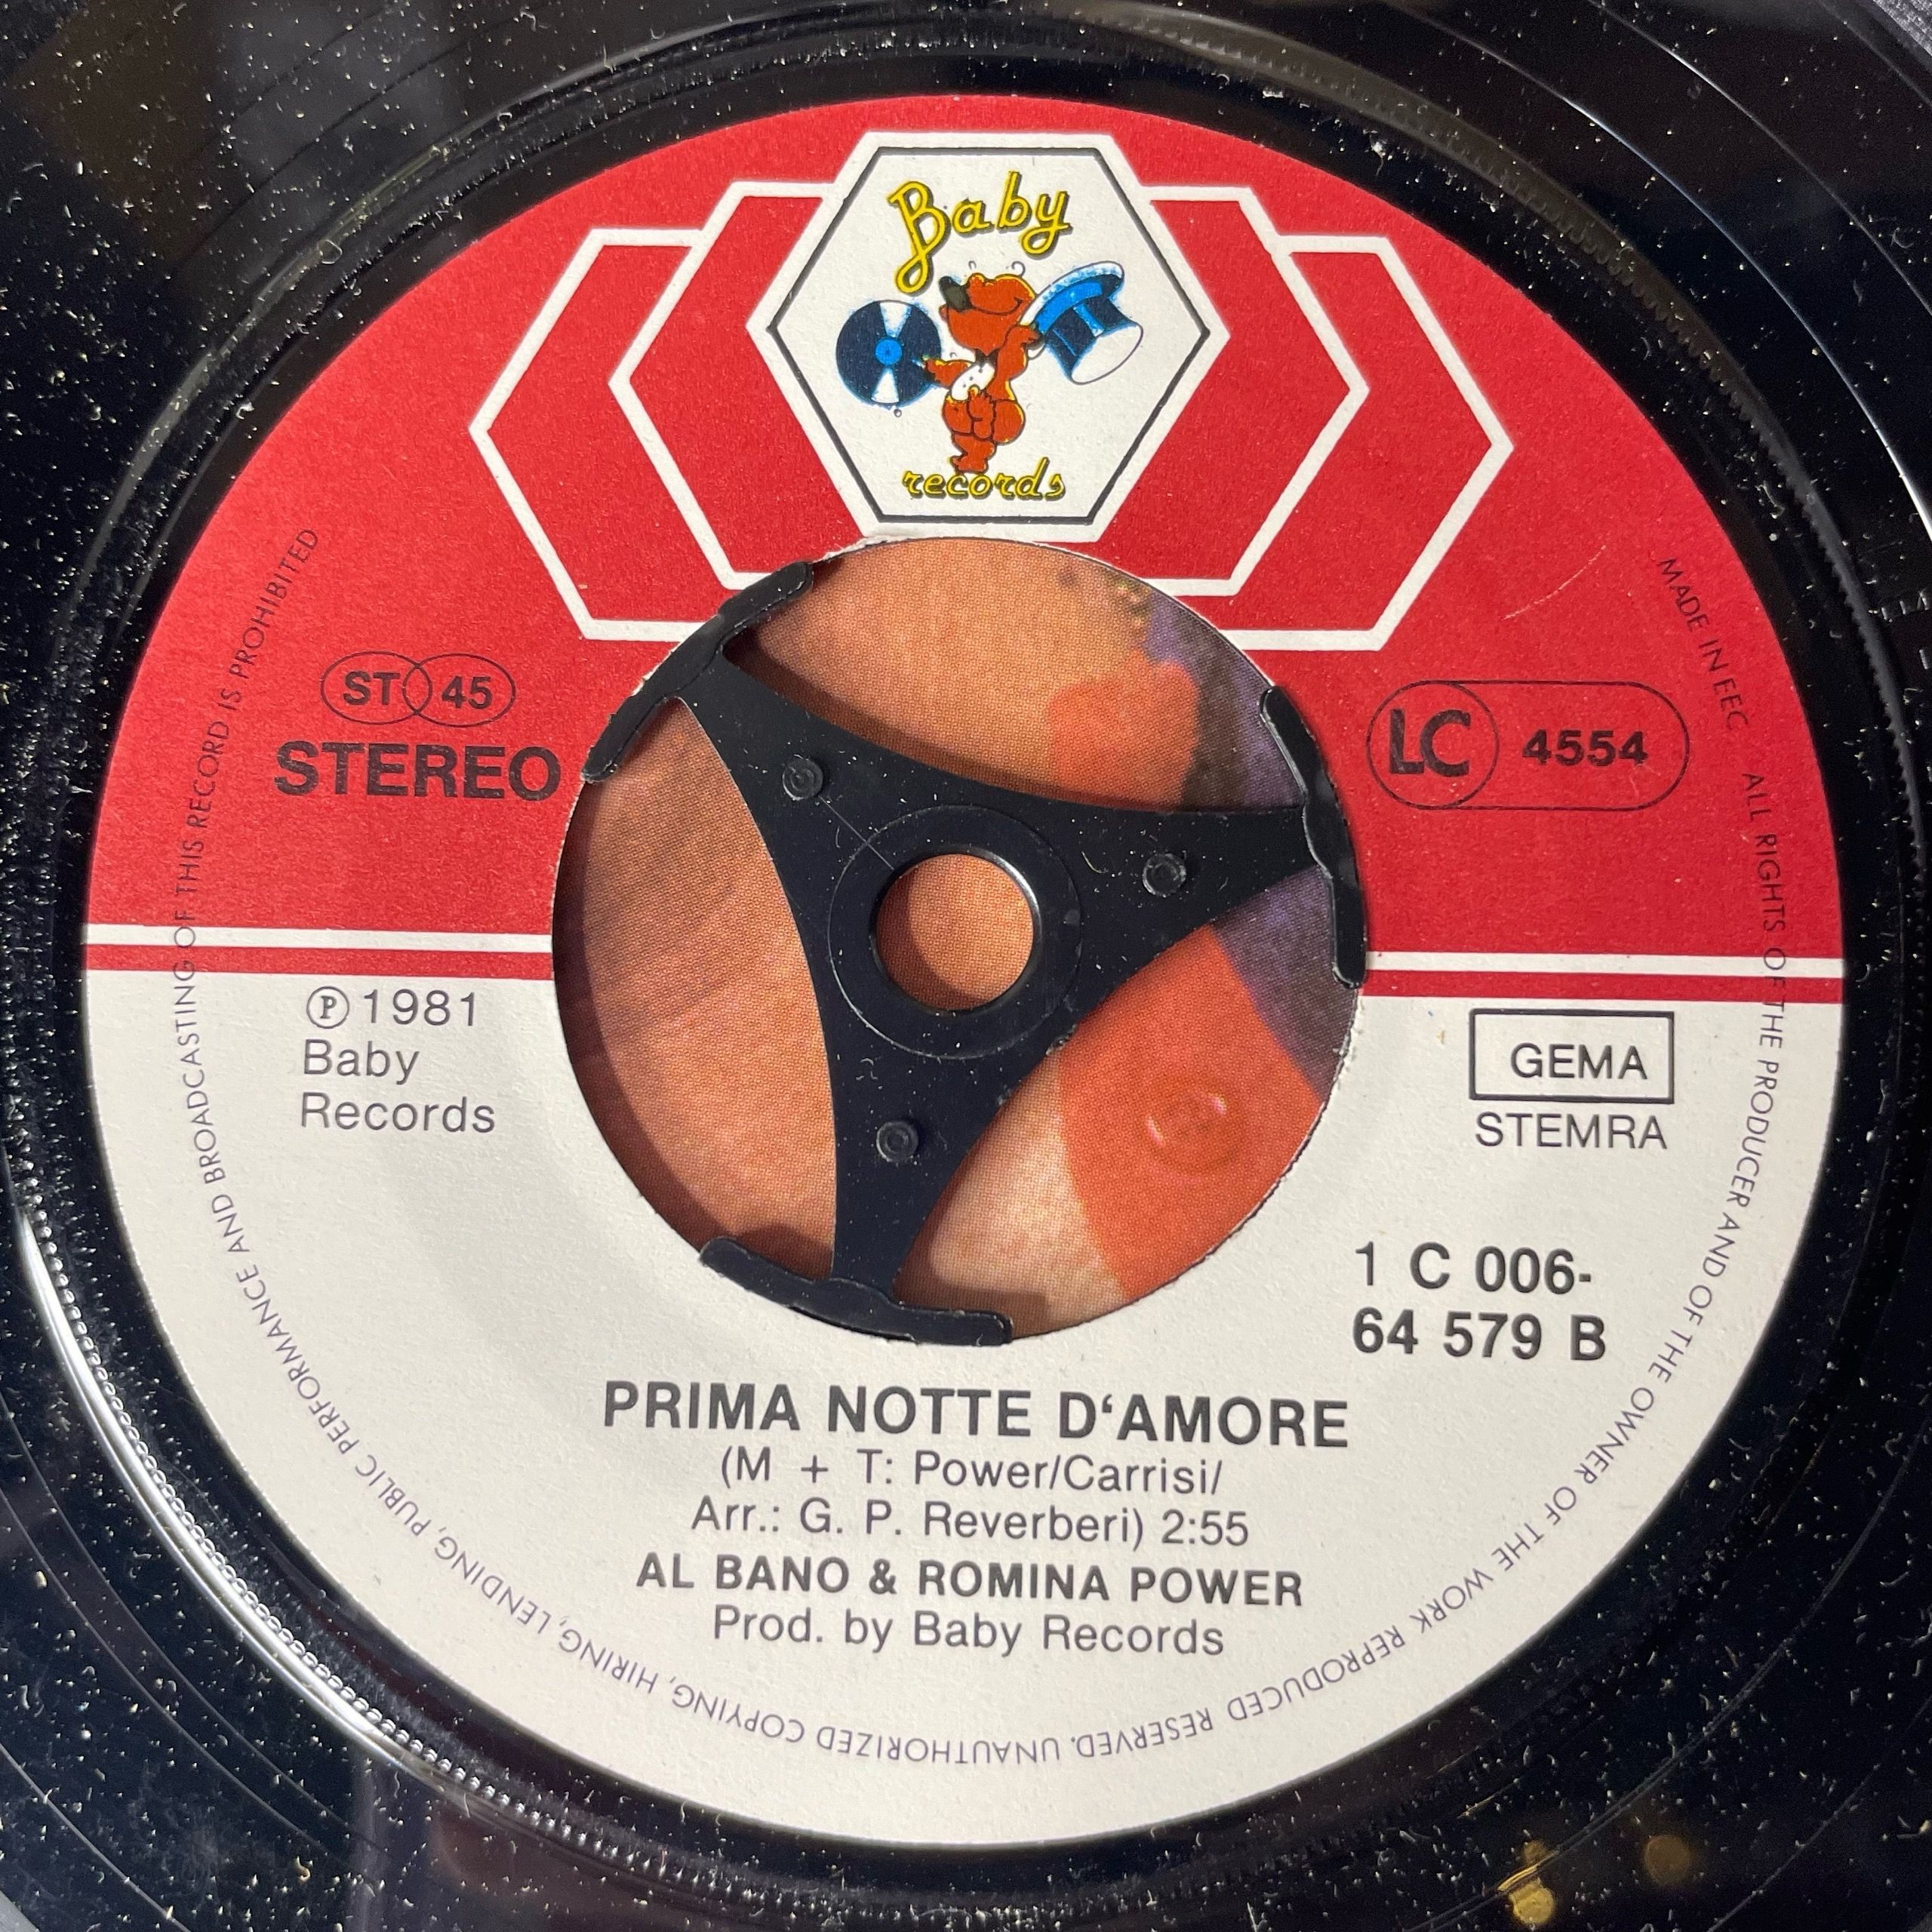 Baby
records
ST 45
STEREO
LC 4554
℗ 1981
Baby
Records
GEMA
STEMRA
1 C 006-
64 579 B
PRIMA NOTTE D‘AMORE
(M + T: Power/Carrisi/
Arr.: G. P. Reverberi) 2:55
AL BANO & ROMINA POWER
Prod. by Baby Records
MADE IN EEC ALL RIGHTS OF THE PRODUCER AND OF THE OWNER OF THE WORK REPRODUCED RESERVED. UNAUTHORIZED COPYING, HIRING, LENDING, PUBLIC PERFORMANCE AND BROADCASTING OF THIS RECORD IS PROHIBITED